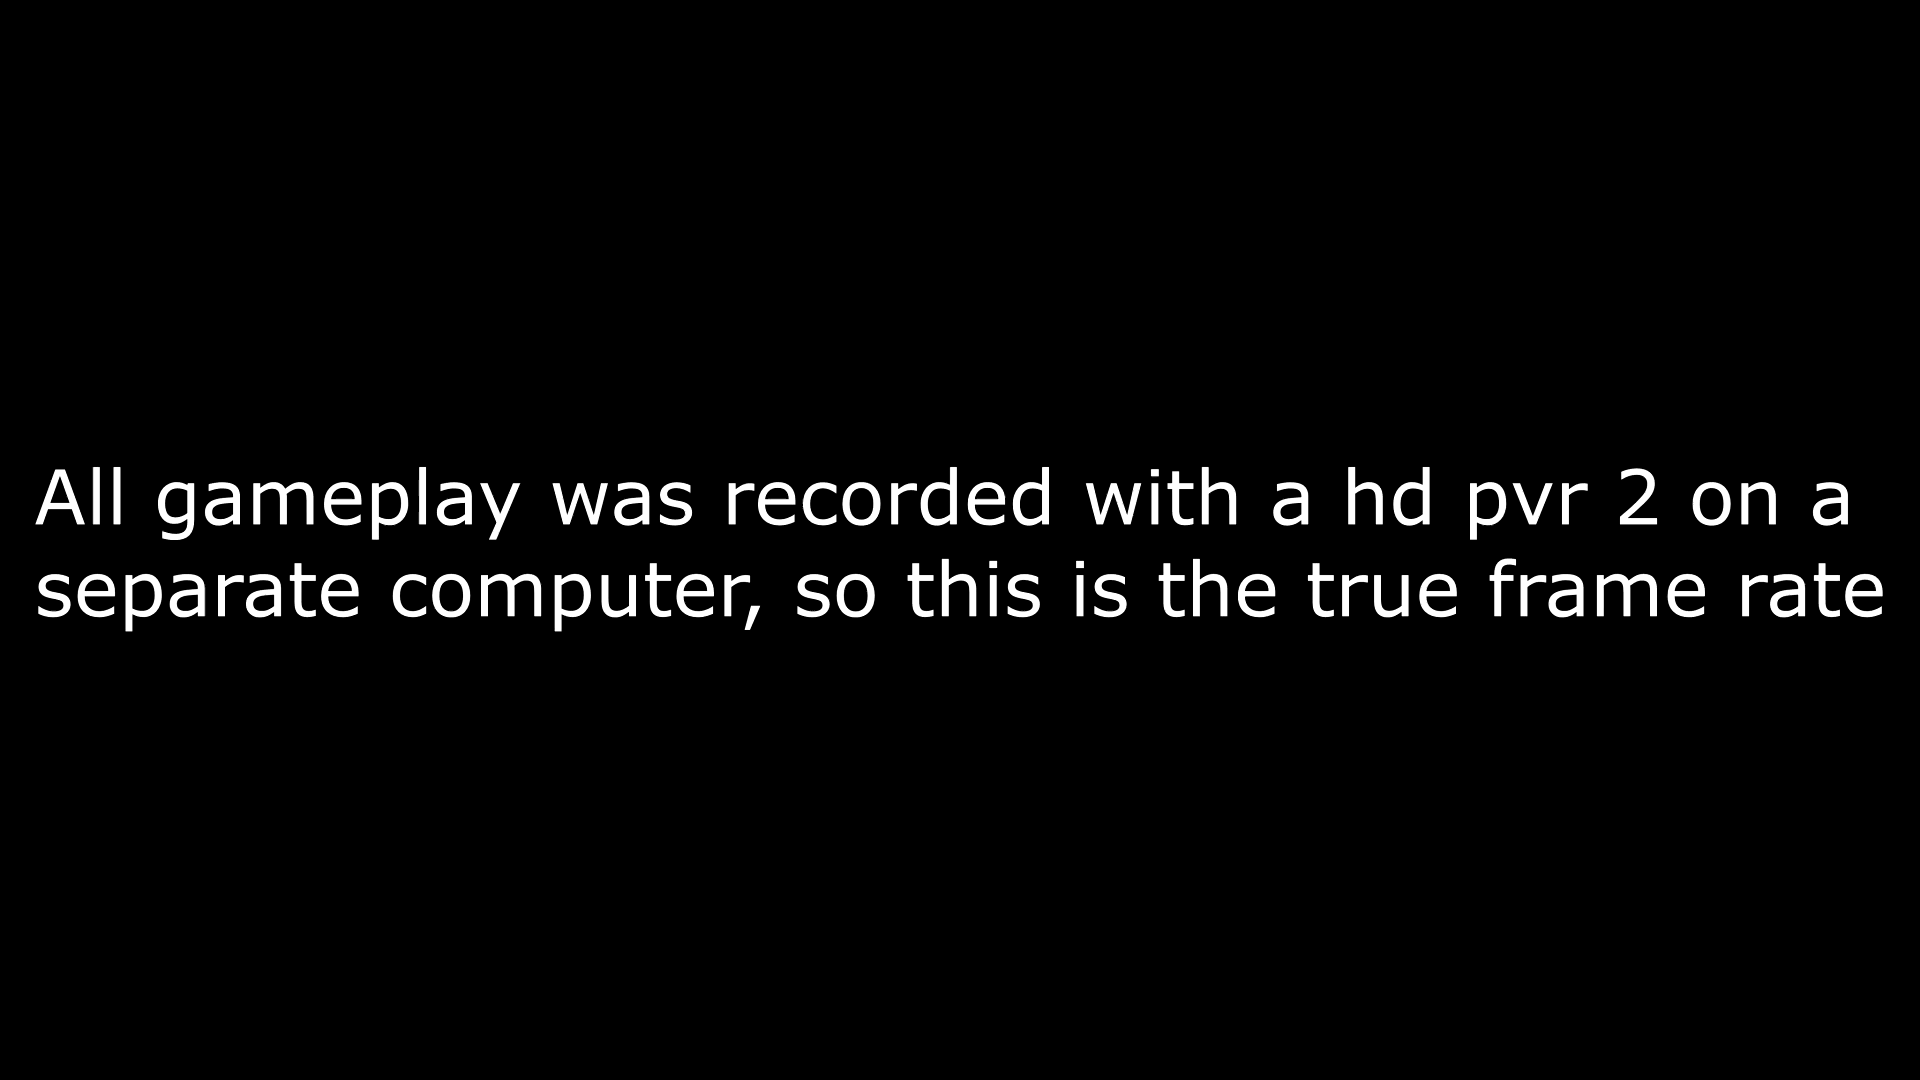 All gameplay was recorded with a hd pvr 2 on a
separate computer, so this is the true frame rate